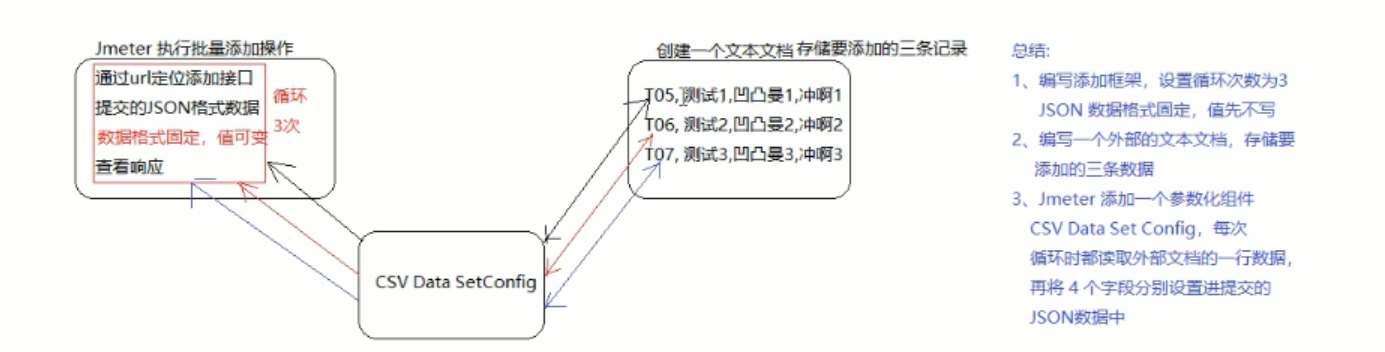 Jmeter 执行批量添加操作
通过url定位添加接口
提交的JSON格式数据
数据格式固定，值可变
查看响应
循环
3次
创建一个文本文档 存储要添加的三条记录
T05, 测试1,凹凸曼1,冲啊1
T06, 测试2,凹凸曼2,冲啊2
T07, 测试3,凹凸曼3,冲啊3
CSV Data SetConfig
总结:
1、编写添加框架，设置循环次数为3
JSON 数据格式固定，值先不写
2、编写一个外部的文本文档，存储要
添加的三条数据
3、Jmeter 添加一个参数化组件
CSV Data Set Config，每次
循环时都读取外部文档的一行数据，
再将 4 个字段分别设置进提交的
JSON数据中